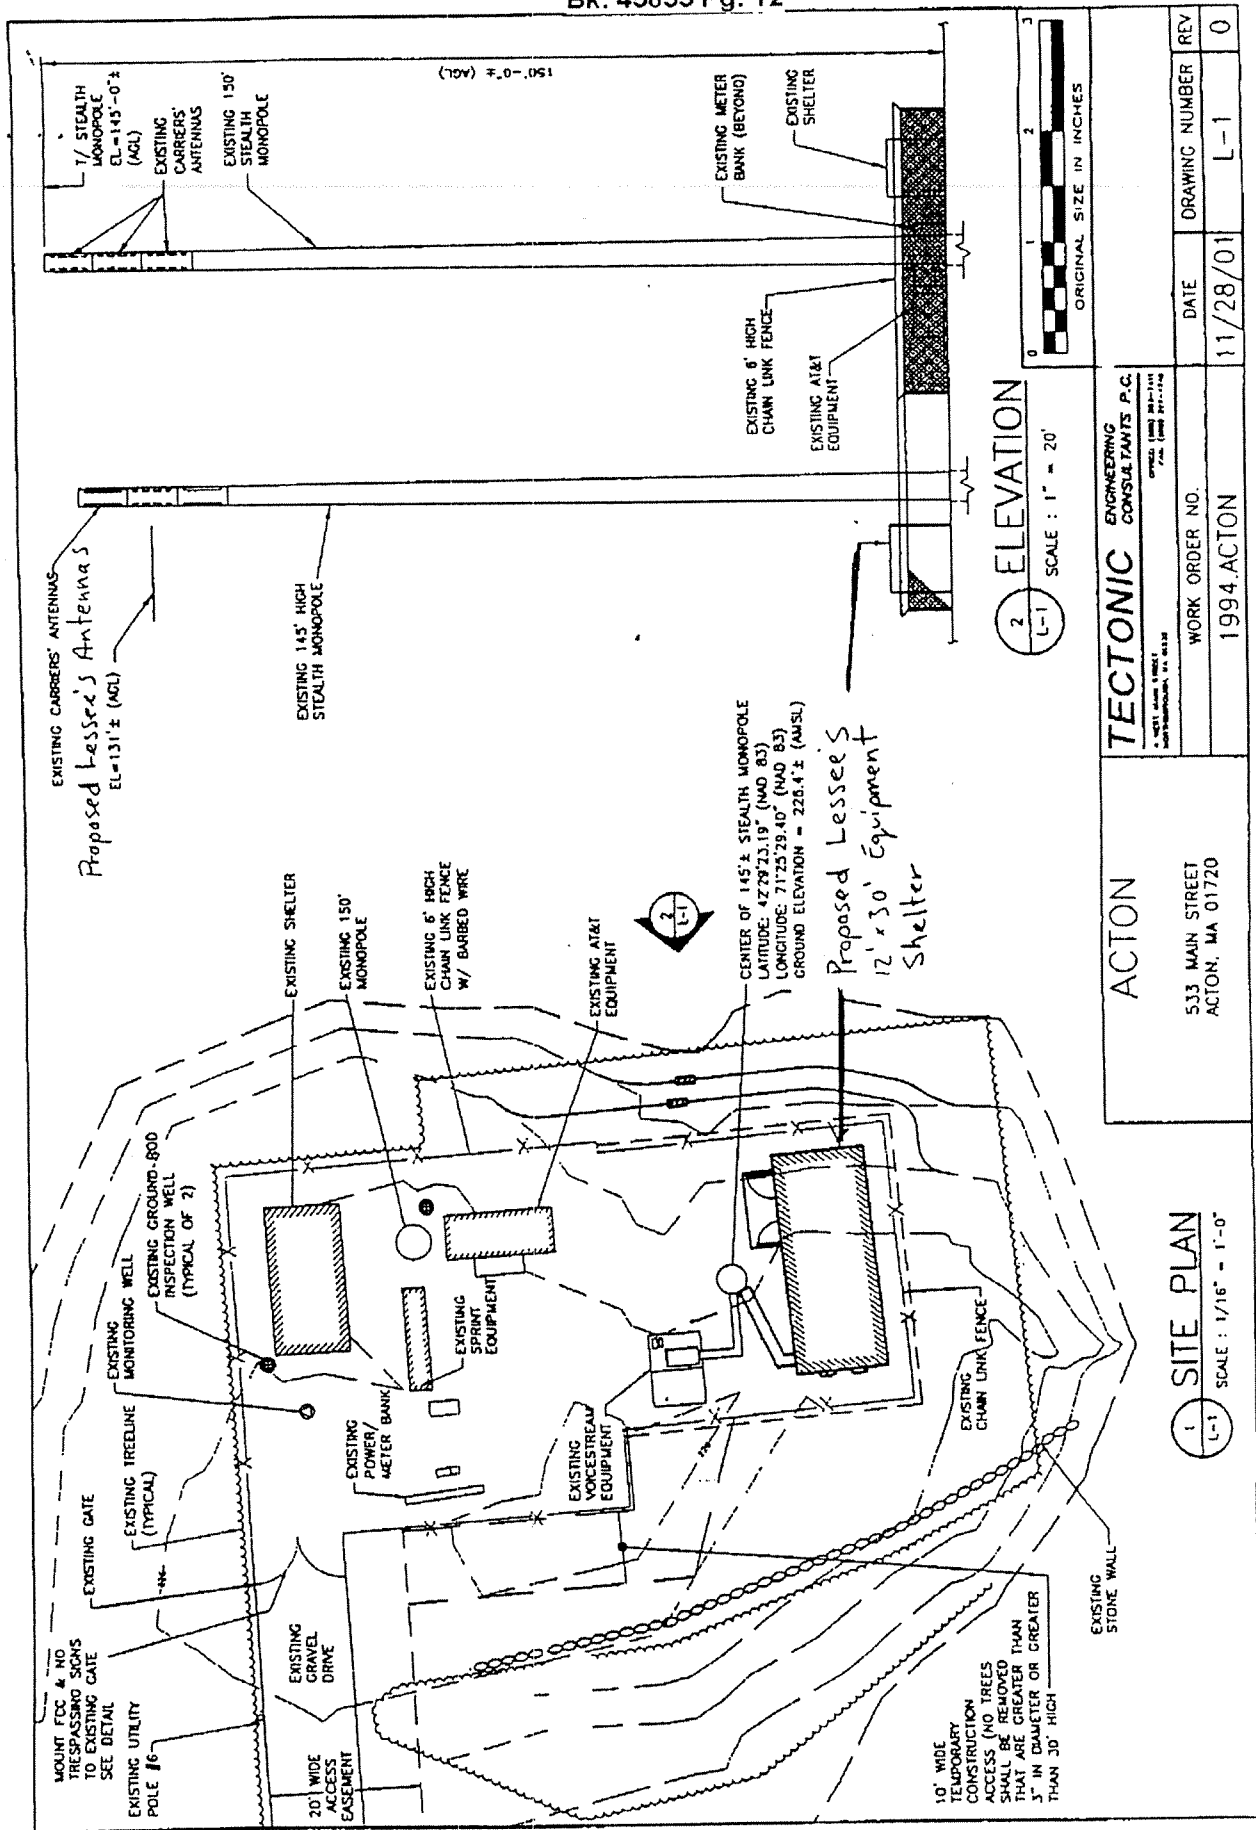 Bk: 45855 Pg: 12
MOUNT FCC & NO
TRESPASSING SIGNS
TO EXISTING GATE
SEE DETAIL
EXISTING UTILITY
POLE #6
EXISTING GATE
EXISTING TREELINE
(TYPICAL)
EXISTING
MONITORING WELL
EXISTING GROUND-ROD
INSPECTION WELL
(TYPICAL OF 2)
EXISTING SHELTER
EXISTING 150'
MONOPOLE
EXISTING 6' HIGH
CHAIN LINK FENCE
W/ BARBED WIRE
EXISTING AT&T
EQUIPMENT
2
L-1
CENTER OF 145'± STEALTH MONOPOLE
LATITUDE: 42°29'23.19" (NAD 83)
LONGITUDE: 71°25'29.40" (NAD 83)
GROUND ELEVATION = 226.4'± (AMSL)
Proposed Lessee's
12' x 30' Equipment
Shelter
EXISTING
GRAVEL
DRIVE
20' WIDE
ACCESS
EASEMENT
EXISTING
POWER/
METER BANK
EXISTING
SPRINT
EQUIPMENT
EXISTING
VOICESTREAM
EQUIPMENT
EXISTING
CHAIN LINK FENCE
10' WIDE
TEMPORARY
CONSTRUCTION
ACCESS (NO TREES
SHALL BE REMOVED
THAT ARE GREATER THAN
3" IN DIAMETER OR GREATER
THAN 30' HIGH
EXISTING
STONE WALL
1
L-1
SITE PLAN
SCALE : 1/16" = 1'-0"
EXISTING CARRIERS' ANTENNAS
Proposed Lessee's Antennas
EL=131'± (AGL)
EXISTING 145' HIGH
STEALTH MONOPOLE
T/ STEALTH
MONOPOLE
EL=145'-0"±
(AGL)
EXISTING
CARRIERS'
ANTENNAS
EXISTING 150'
STEALTH
MONOPOLE
150'-0"± (AGL)
EXISTING METER
BANK (BEYOND)
EXISTING
SHELTER
EXISTING 6' HIGH
CHAIN LINK FENCE
EXISTING AT&T
EQUIPMENT
2
L-1
ELEVATION
SCALE : 1" = 20'
0 1 2 3
ORIGINAL SIZE IN INCHES
ACTON
533 MAIN STREET
ACTON, MA 01720
TECTONIC ENGINEERING
CONSULTANTS P.C.
WORK ORDER NO.
1994.ACTON
DATE
11/28/01
DRAWING NUMBER
L-1
REV
0